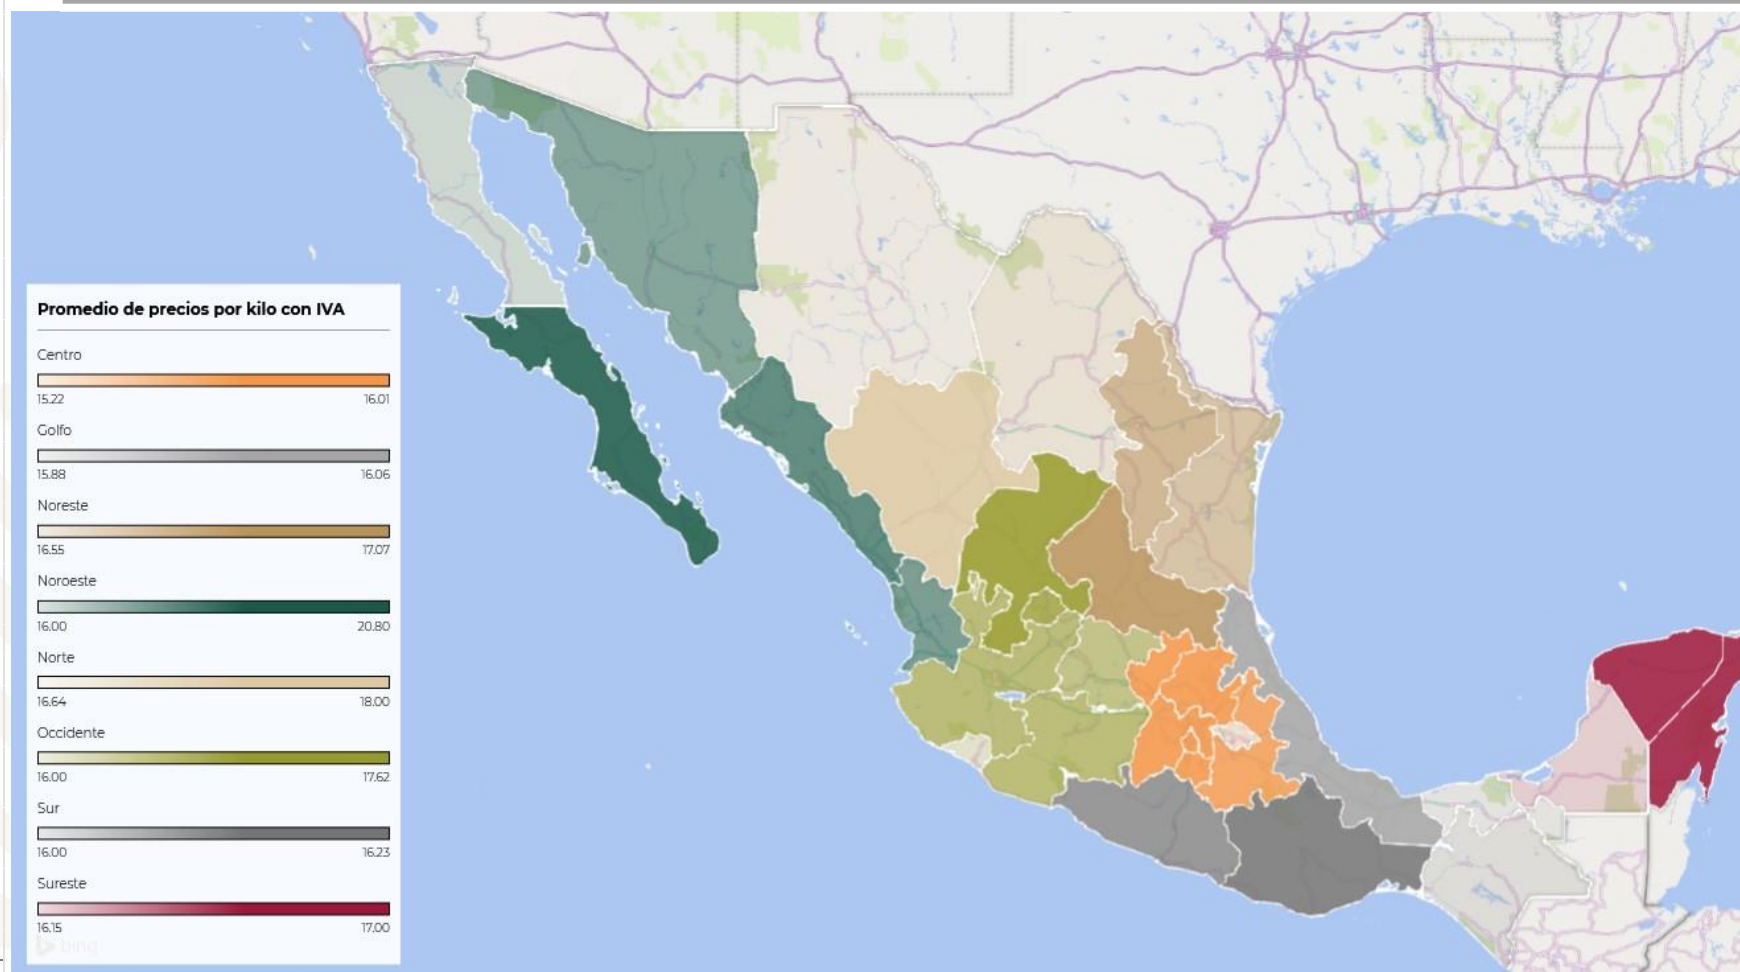 Promedio de precios por kilo con IVA
Centro
15.22 16.01
Golfo
15.88 16.06
Noreste
16.55 17.07
Noroeste
16.00 20.80
Norte
16.64 18.00
Occidente
16.00 17.62
Sur
16.00 16.23
Sureste
16.15 17.00
bing